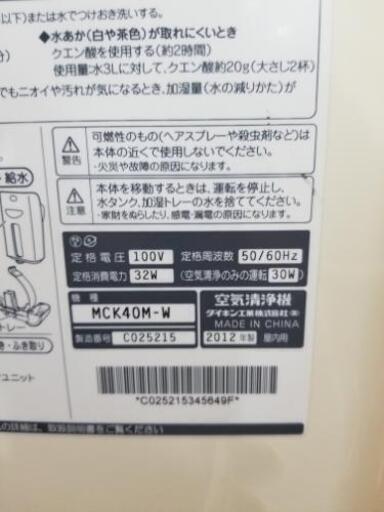 以下)または水でつけおき洗いする。
●水あか(白や茶色)が取れにくいとき
クエン酸を使用する(約2時間)
使用量:水3Lに対して、クエン酸約20g(大さじ2杯)
でもニオイや汚れが気になるとき、加湿量(水の減りかた)が
警告
可燃性のもの(ヘアスプレーや殺虫剤など)は
本体の近くで使用しないでください。
・火災や故障の原因になります。
注意
本体を移動するときは、運転を停止し、
水タンク、加湿トレーの水を捨ててください。
・家財をぬらしたり、感電・漏電の原因になります。
給水
トレー
き・ふき取り
ユニット
定格電圧 100V
定格周波数 50/60Hz
定格消費電力 32W
(空気清浄のみの運転 30W)
機種 MCK40M-W
製造番号 C025215
空気清浄機
ダイキン工業株式会社
MADE IN CHINA
2012年製 屋内用
*C025215345649F*
の詳細は、取扱説明書をご覧ください。